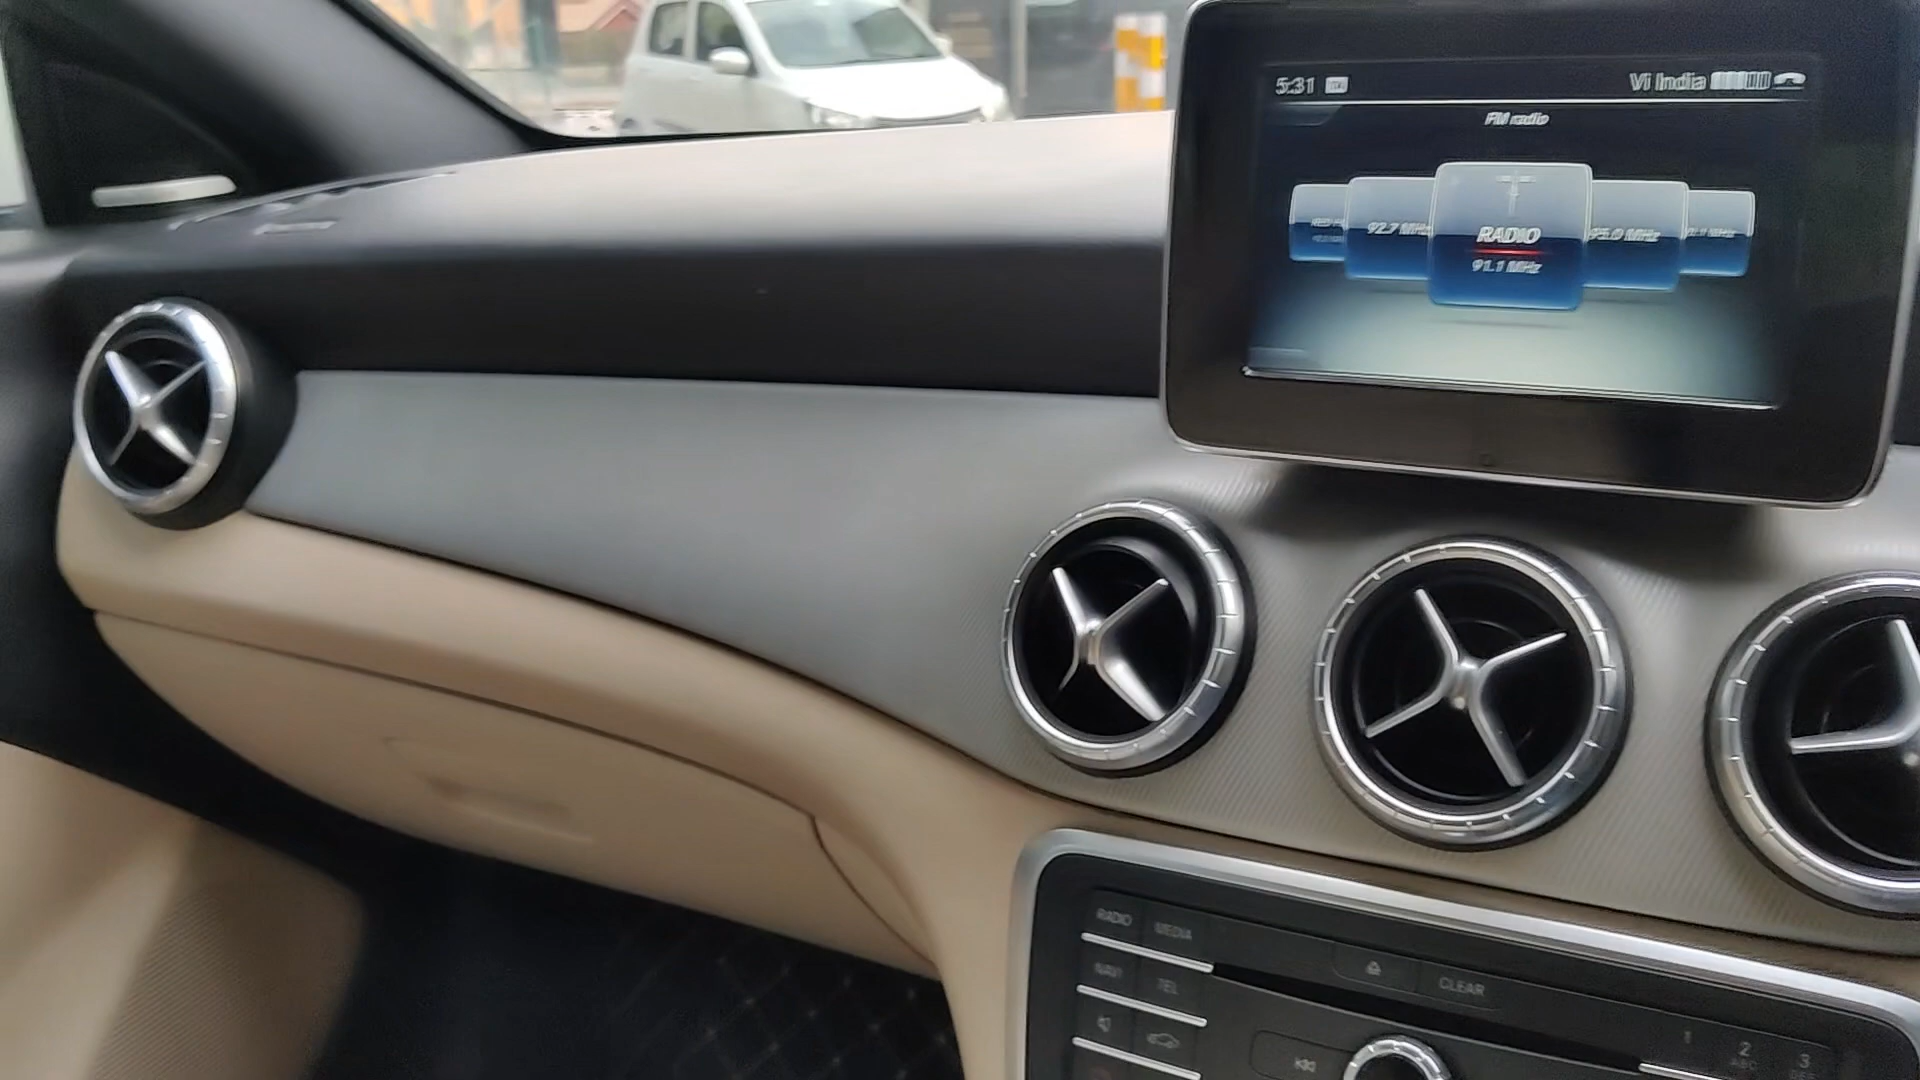 5:31
Vi India
FM radio
92.7 MHz
RADIO
91.1 MHz
95.0 MHz
RADIO
MEDIA
NAVI
TEL
CLEAR
1
2
ABC
3